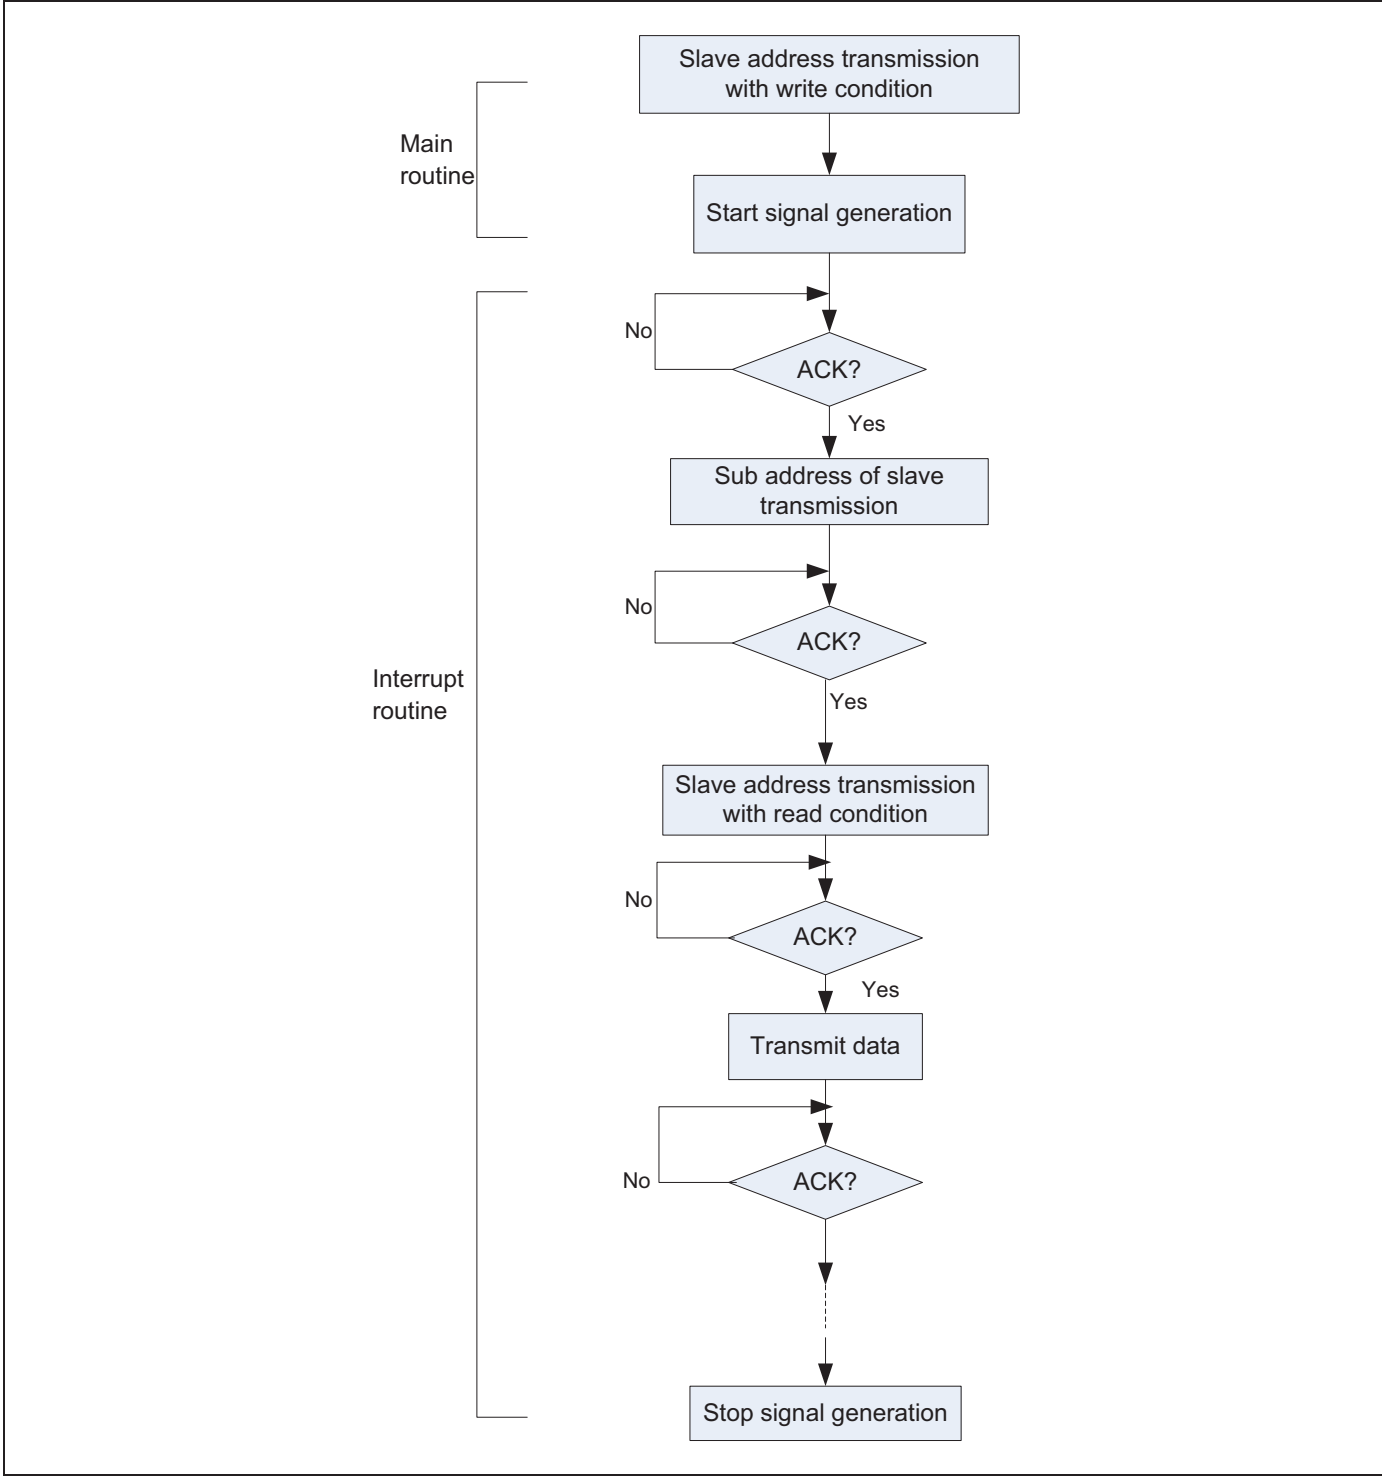 Slave address transmission
with write condition
Main
routine
Start signal generation
No
ACK?
Yes
Sub address of slave
transmission
No
ACK?
Interrupt
routine
Yes
Slave address transmission
with read condition
No
ACK?
Yes
Transmit data
No
ACK?
Stop signal generation